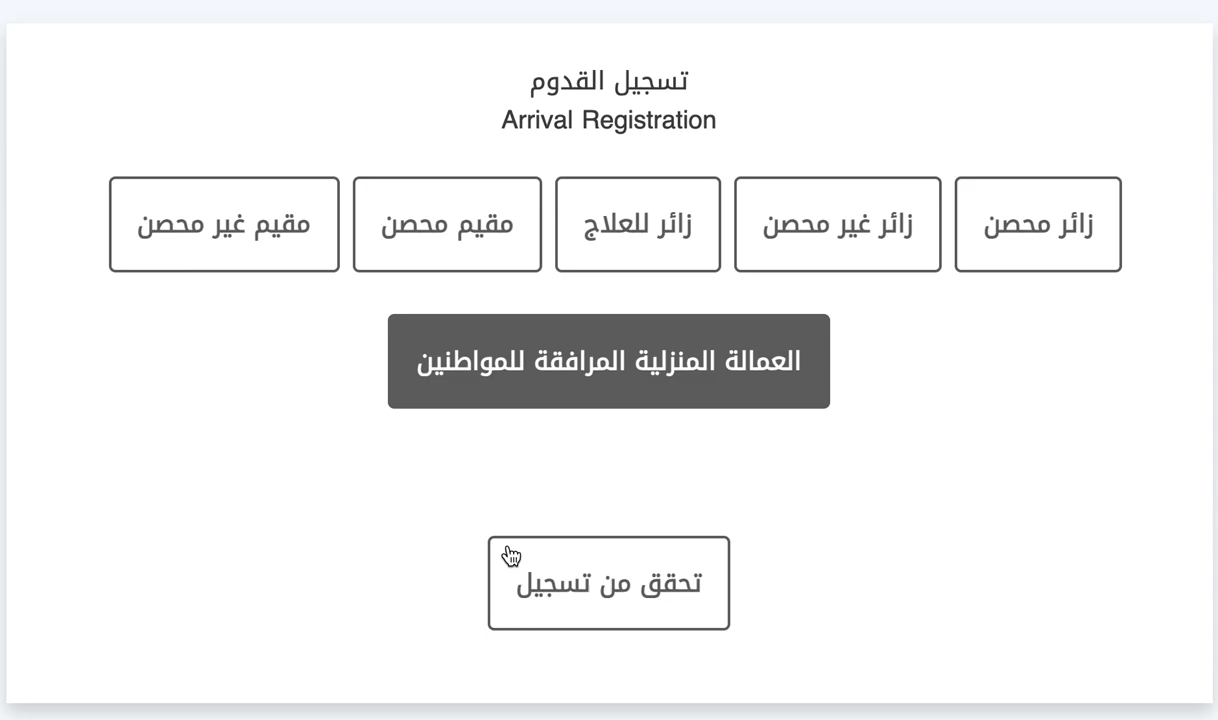 تسجيل القدوم
Arrival Registration
زائر محصن
زائر غير محصن
زائر للعلاج
مقيم محصن
مقيم غير محصن
العمالة المنزلية المرافقة للمواطنين
تحقق من تسجيل